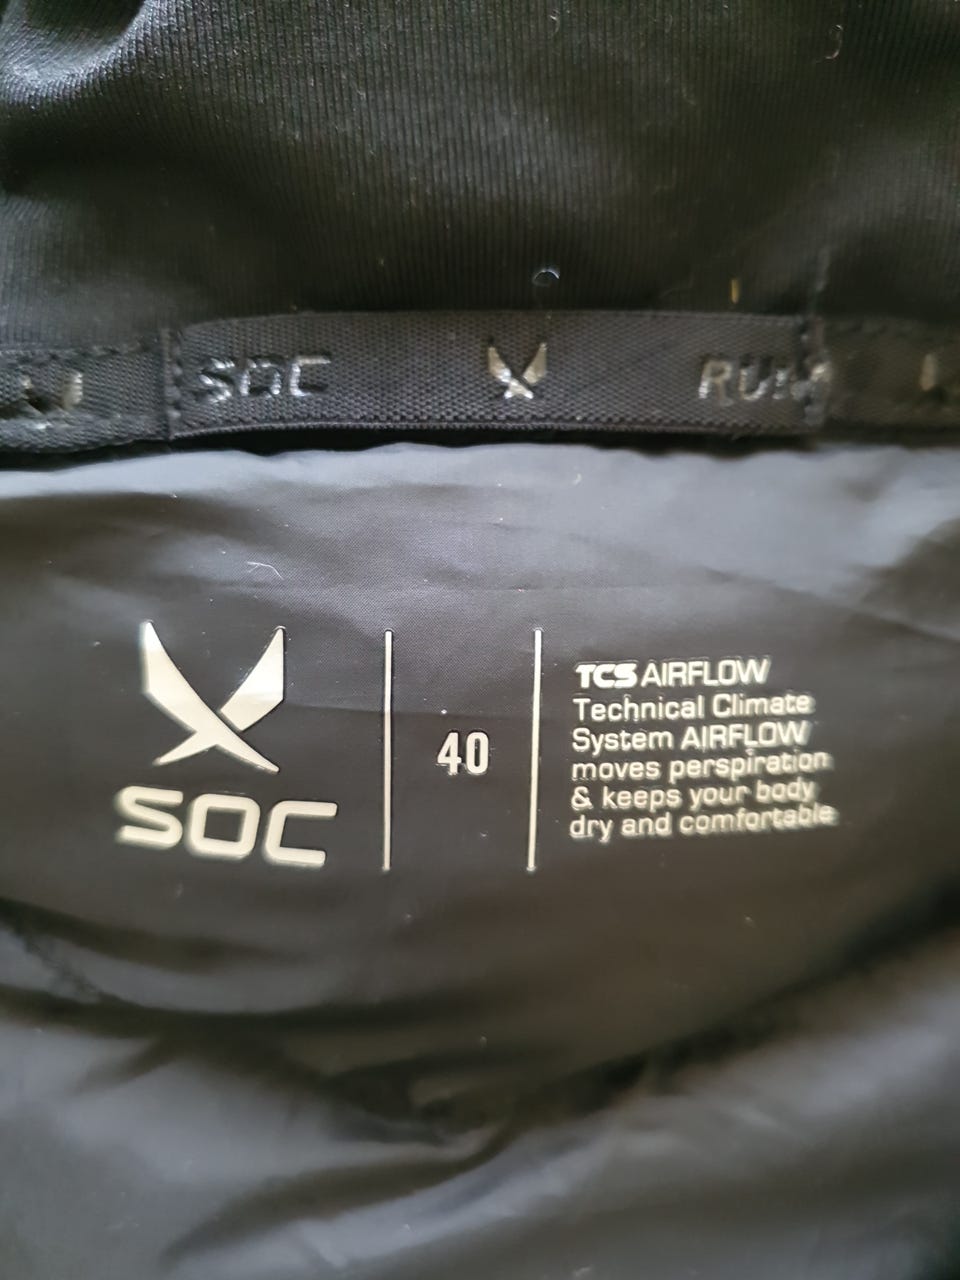 SOC RUN
SOC
40
TCS AIRFLOW
Technical Climate
System AIRFLOW
moves perspiration
& keeps your body
dry and comfortable